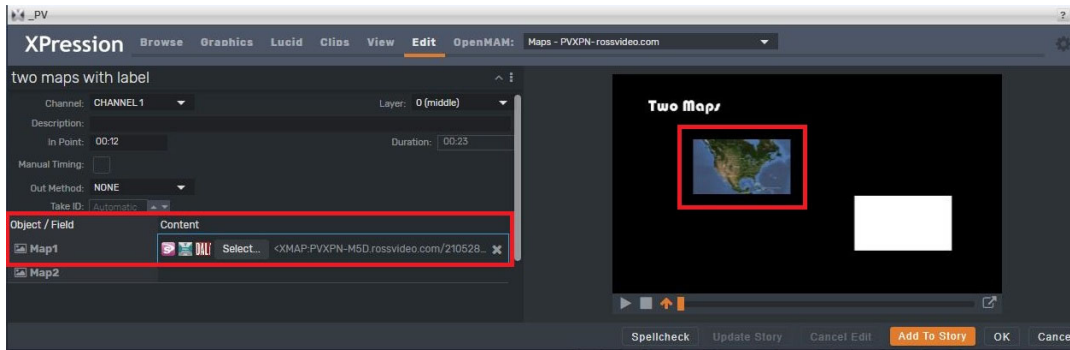 _PV
?
XPression Browse Graphics Lucid Clips View Edit OpenMAM: Maps - PVXPN-rossvideo.com
two maps with label
Channel: CHANNEL 1 Layer: 0 (middle)
Description:
In Point: 00:12 Duration: 00:23
Manual Timing:
Out Method: NONE
Take ID: Automatic
Object / Field Content
Map1 Select... <XMAP:PVXPN-M5D.rossvideo.com/210528...
Map2
Two Maps
Spellcheck Update Story Cancel Edit Add To Story OK Cance